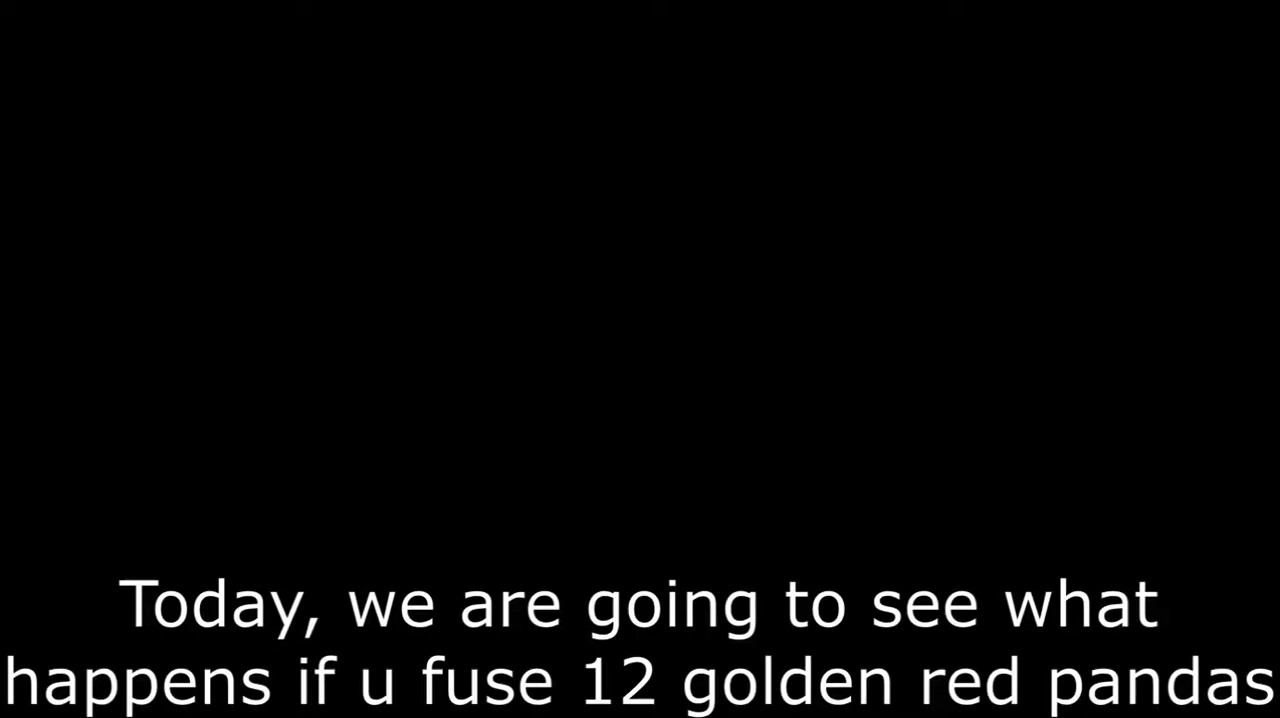 Today, we are going to see what
happens if u fuse 12 golden red pandas